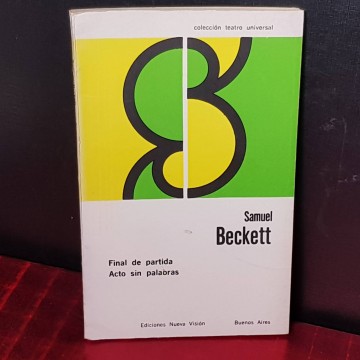 colección teatro universal
Samuel
Beckett
Final de partida
Acto sin palabras
Ediciones Nueva Visión Buenos Aires